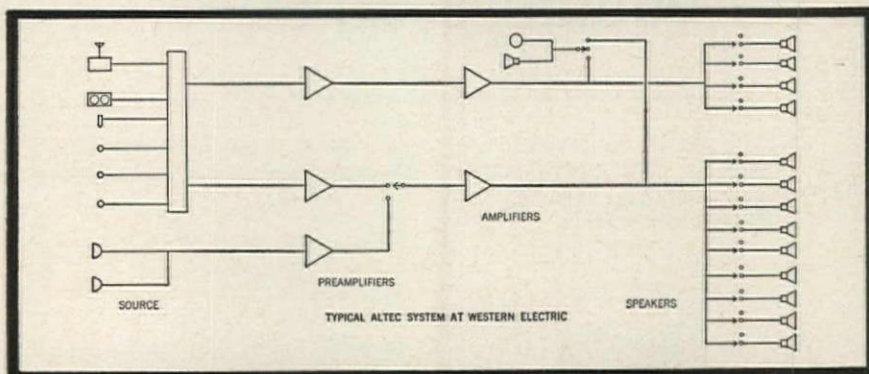 AMPLIFIERS
PREAMPLIFIERS
SOURCE
SPEAKERS
TYPICAL ALTEC SYSTEM AT WESTERN ELECTRIC